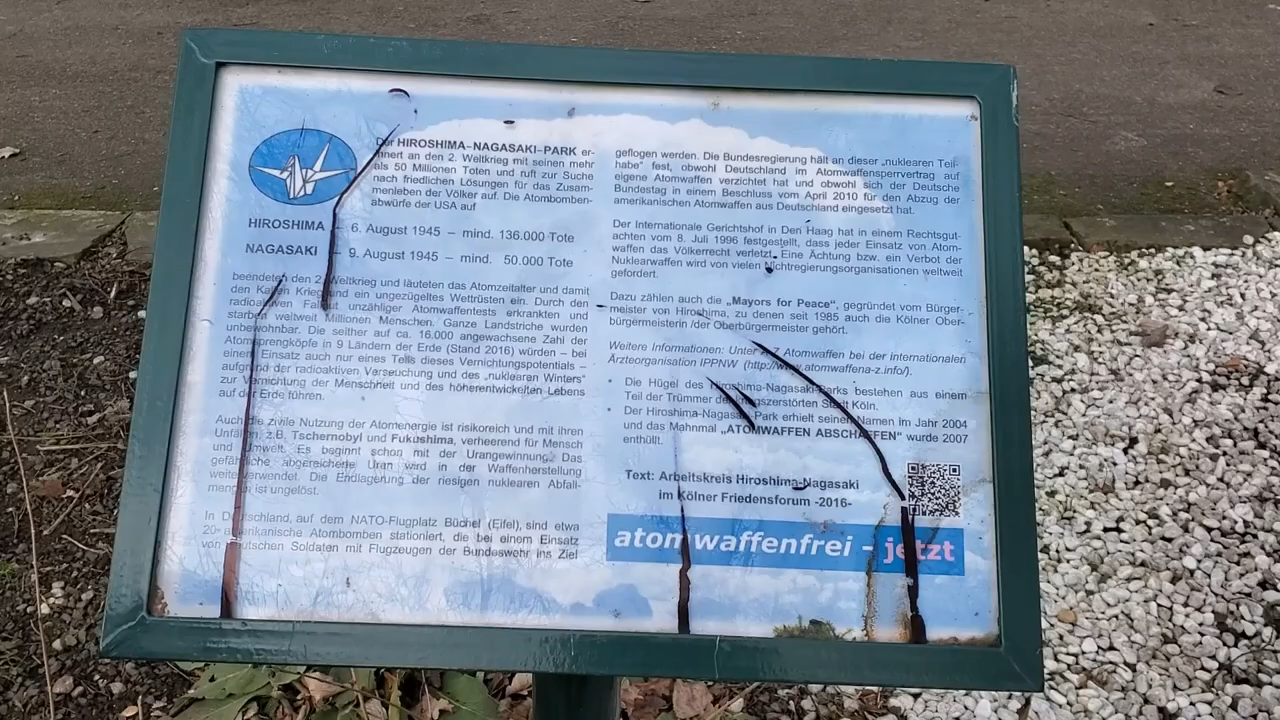 Der HIROSHIMA-NAGASAKI-PARK er-
innert an den 2. Weltkrieg mit seinen mehr
als 50 Millionen Toten und ruft zur Suche
nach friedlichen Lösungen für das Zusam-
menleben der Völker auf. Die Atombomben-
abwürfe der USA auf
HIROSHIMA - 6. August 1945 – mind. 136.000 Tote
NAGASAKI - 9. August 1945 – mind. 50.000 Tote
beendeten den 2. Weltkrieg und läuteten das Atomzeitalter und damit
den Kalten Krieg und ein ungezügeltes Wettrüsten ein. Durch den
radioaktiven Fallout unzähliger Atomwaffentests erkrankten und
starben weltweit Millionen Menschen. Ganze Landstriche wurden
unbewohnbar. Die seither auf ca. 16.000 angewachsene Zahl der
Atomsprengköpfe in 9 Ländern der Erde (Stand 2016) würden – bei
einem Einsatz auch nur eines Teils dieses Vernichtungspotentials –
aufgrund der radioaktiven Verseuchung und des „nuklearen Winters"
zur Vernichtung der Menschheit und des höherentwickelten Lebens
auf der Erde führen.
Auch die zivile Nutzung der Atomenergie ist risikoreich und mit ihren
Unfällen, z.B. Tschernobyl und Fukushima, verheerend für Mensch
und Umwelt. Es beginnt schon mit der Urangewinnung. Das
gefährliche, abgereicherte Uran wird in der Waffenherstellung
weiterverwendet. Die Endlagerung der riesigen nuklearen Abfall-
mengen ist ungelöst.
In Deutschland, auf dem NATO-Flugplatz Büchel (Eifel), sind etwa
20 amerikanische Atombomben stationiert, die bei einem Einsatz
von deutschen Soldaten mit Flugzeugen der Bundeswehr ins Ziel
geflogen werden. Die Bundesregierung hält an dieser „nuklearen Teil-
habe" fest, obwohl Deutschland im Atomwaffensperrvertrag auf
eigene Atomwaffen verzichtet hat und obwohl sich der Deutsche
Bundestag in einem Beschluss vom April 2010 für den Abzug der
amerikanischen Atomwaffen aus Deutschland eingesetzt hat.
Der Internationale Gerichtshof in Den Haag hat in einem Rechtsgut-
achten vom 8. Juli 1996 festgestellt, dass jeder Einsatz von Atom-
waffen das Völkerrecht verletzt. Eine Ächtung bzw. ein Verbot der
Nuklearwaffen wird von vielen Nichtregierungsorganisationen weltweit
gefordert.
Dazu zählen auch die „Mayors for Peace", gegründet vom Bürger-
meister von Hiroshima, zu denen seit 1985 auch die Kölner Ober-
bürgermeisterin /der Oberbürgermeister gehört.
Weitere Informationen: Unter A-Z Atomwaffen bei der internationalen
Ärzteorganisation IPPNW (http://www.atomwaffena-z.info/).
• Die Hügel des Hiroshima-Nagasaki-Parks bestehen aus einem
Teil der Trümmer der kriegszerstörten Stadt Köln.
• Der Hiroshima-Nagasaki-Park erhielt seinen Namen im Jahr 2004
und das Mahnmal „ATOMWAFFEN ABSCHAFFEN" wurde 2007
enthüllt.
Text: Arbeitskreis Hiroshima-Nagasaki
im Kölner Friedensforum -2016-
atomwaffenfrei - jetzt